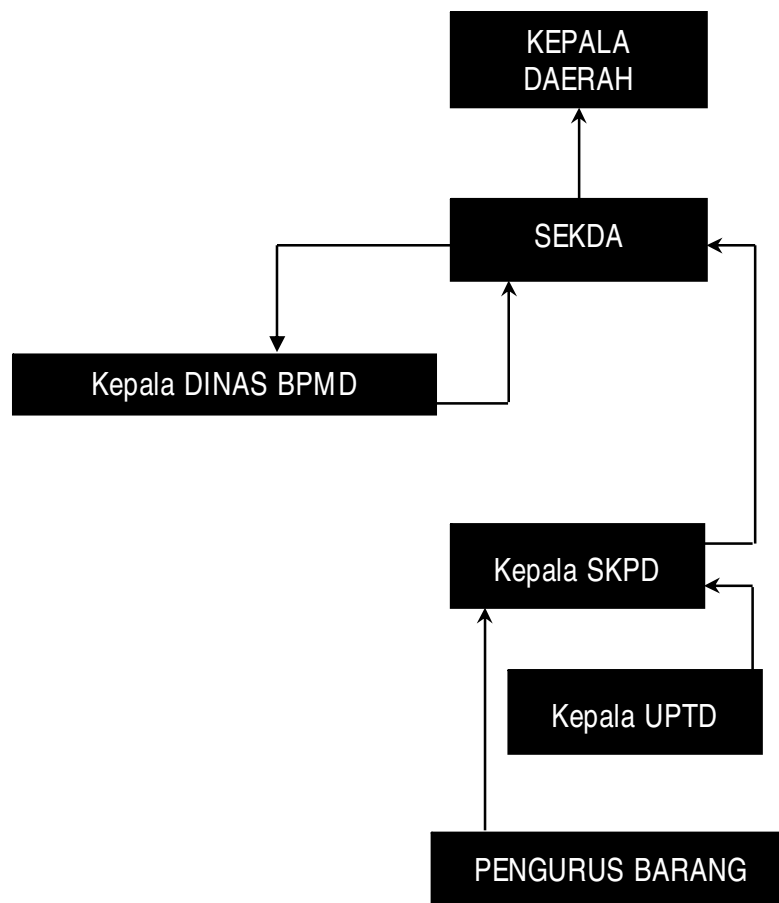 KEPALA
DAERAH
SEKDA
Kepala DINAS BPMD
Kepala SKPD
Kepala UPTD
PENGURUS BARANG